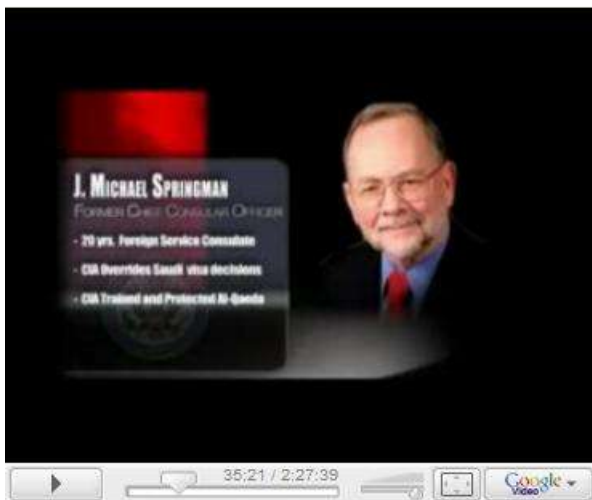 J. MICHAEL SPRINGMAN
FORMER CHIEF CONSULAR OFFICER
- 20 yrs. Foreign Service Consulate
- CIA Overrides Saudi visa decisions
- CIA Trained and Protected Al-Qaeda
35:21 / 2:27:39
Google
Video